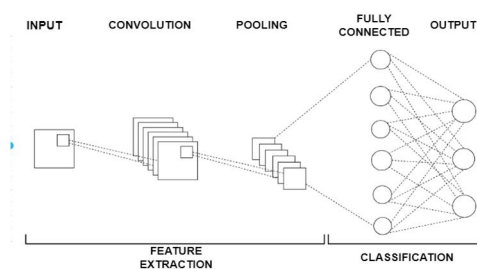 INPUT
CONVOLUTION
POOLING
FULLY
CONNECTED
OUTPUT
FEATURE
EXTRACTION
CLASSIFICATION